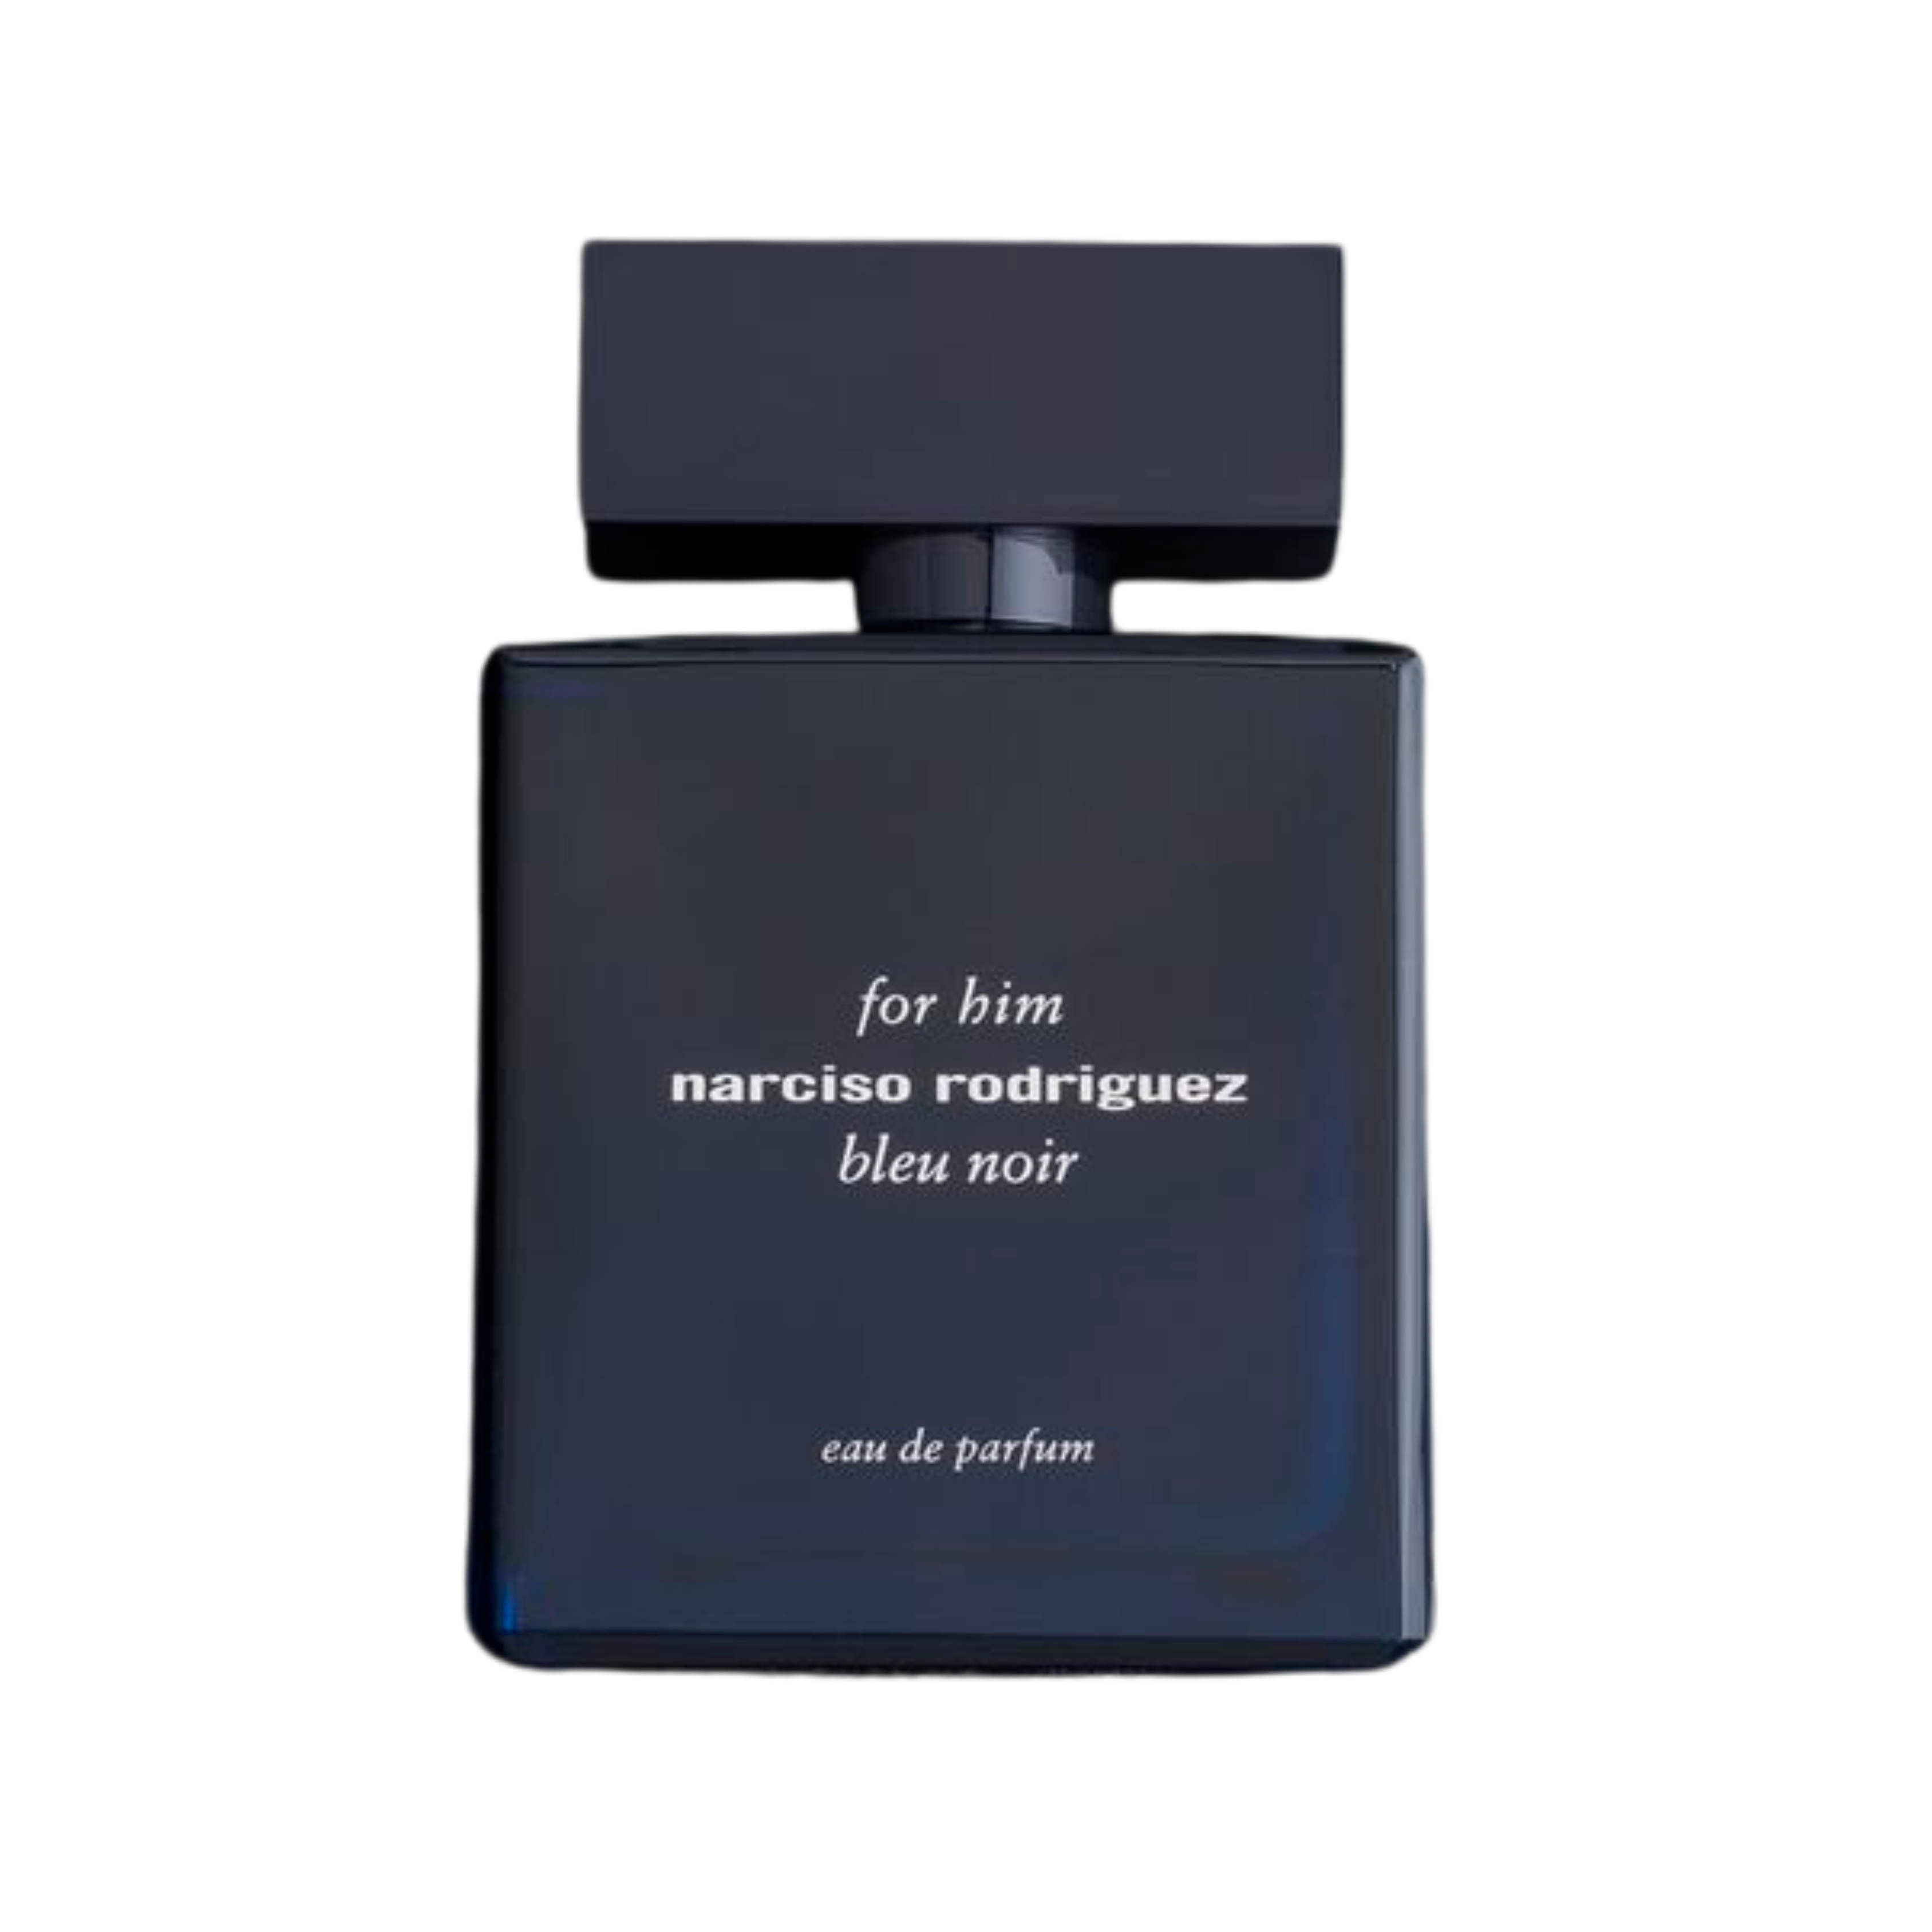 for him
narciso rodriguez
bleu noir
eau de parfum